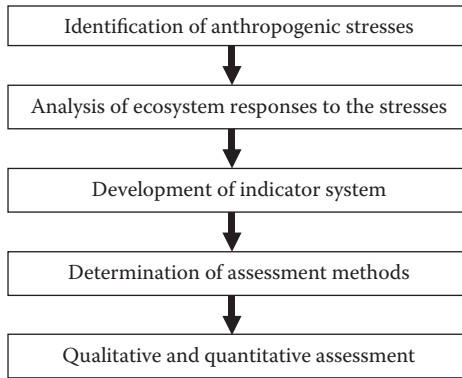 Identification of anthropogenic stresses
Analysis of ecosystem responses to the stresses
Development of indicator system
Determination of assessment methods
Qualitative and quantitative assessment